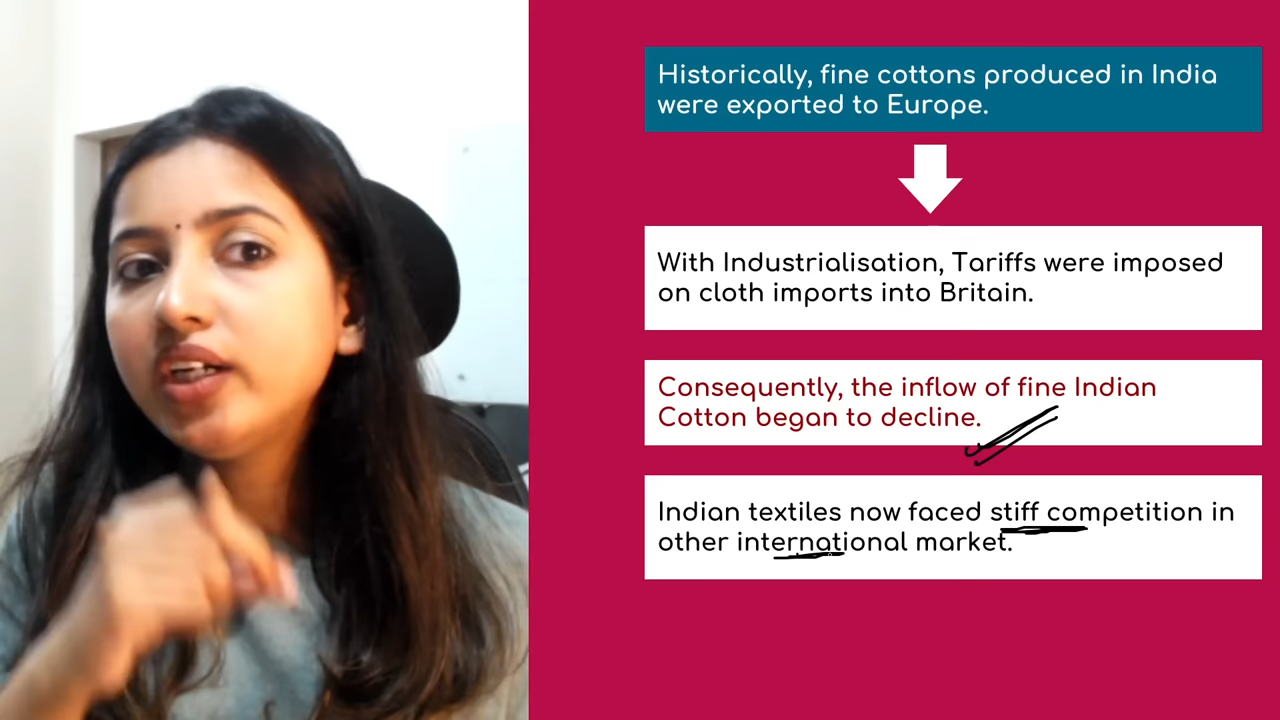 Historically, fine cottons produced in India
were exported to Europe.
With Industrialisation, Tariffs were imposed
on cloth imports into Britain.
Consequently, the inflow of fine Indian
Cotton began to decline.
Indian textiles now faced stiff competition in
other international market.